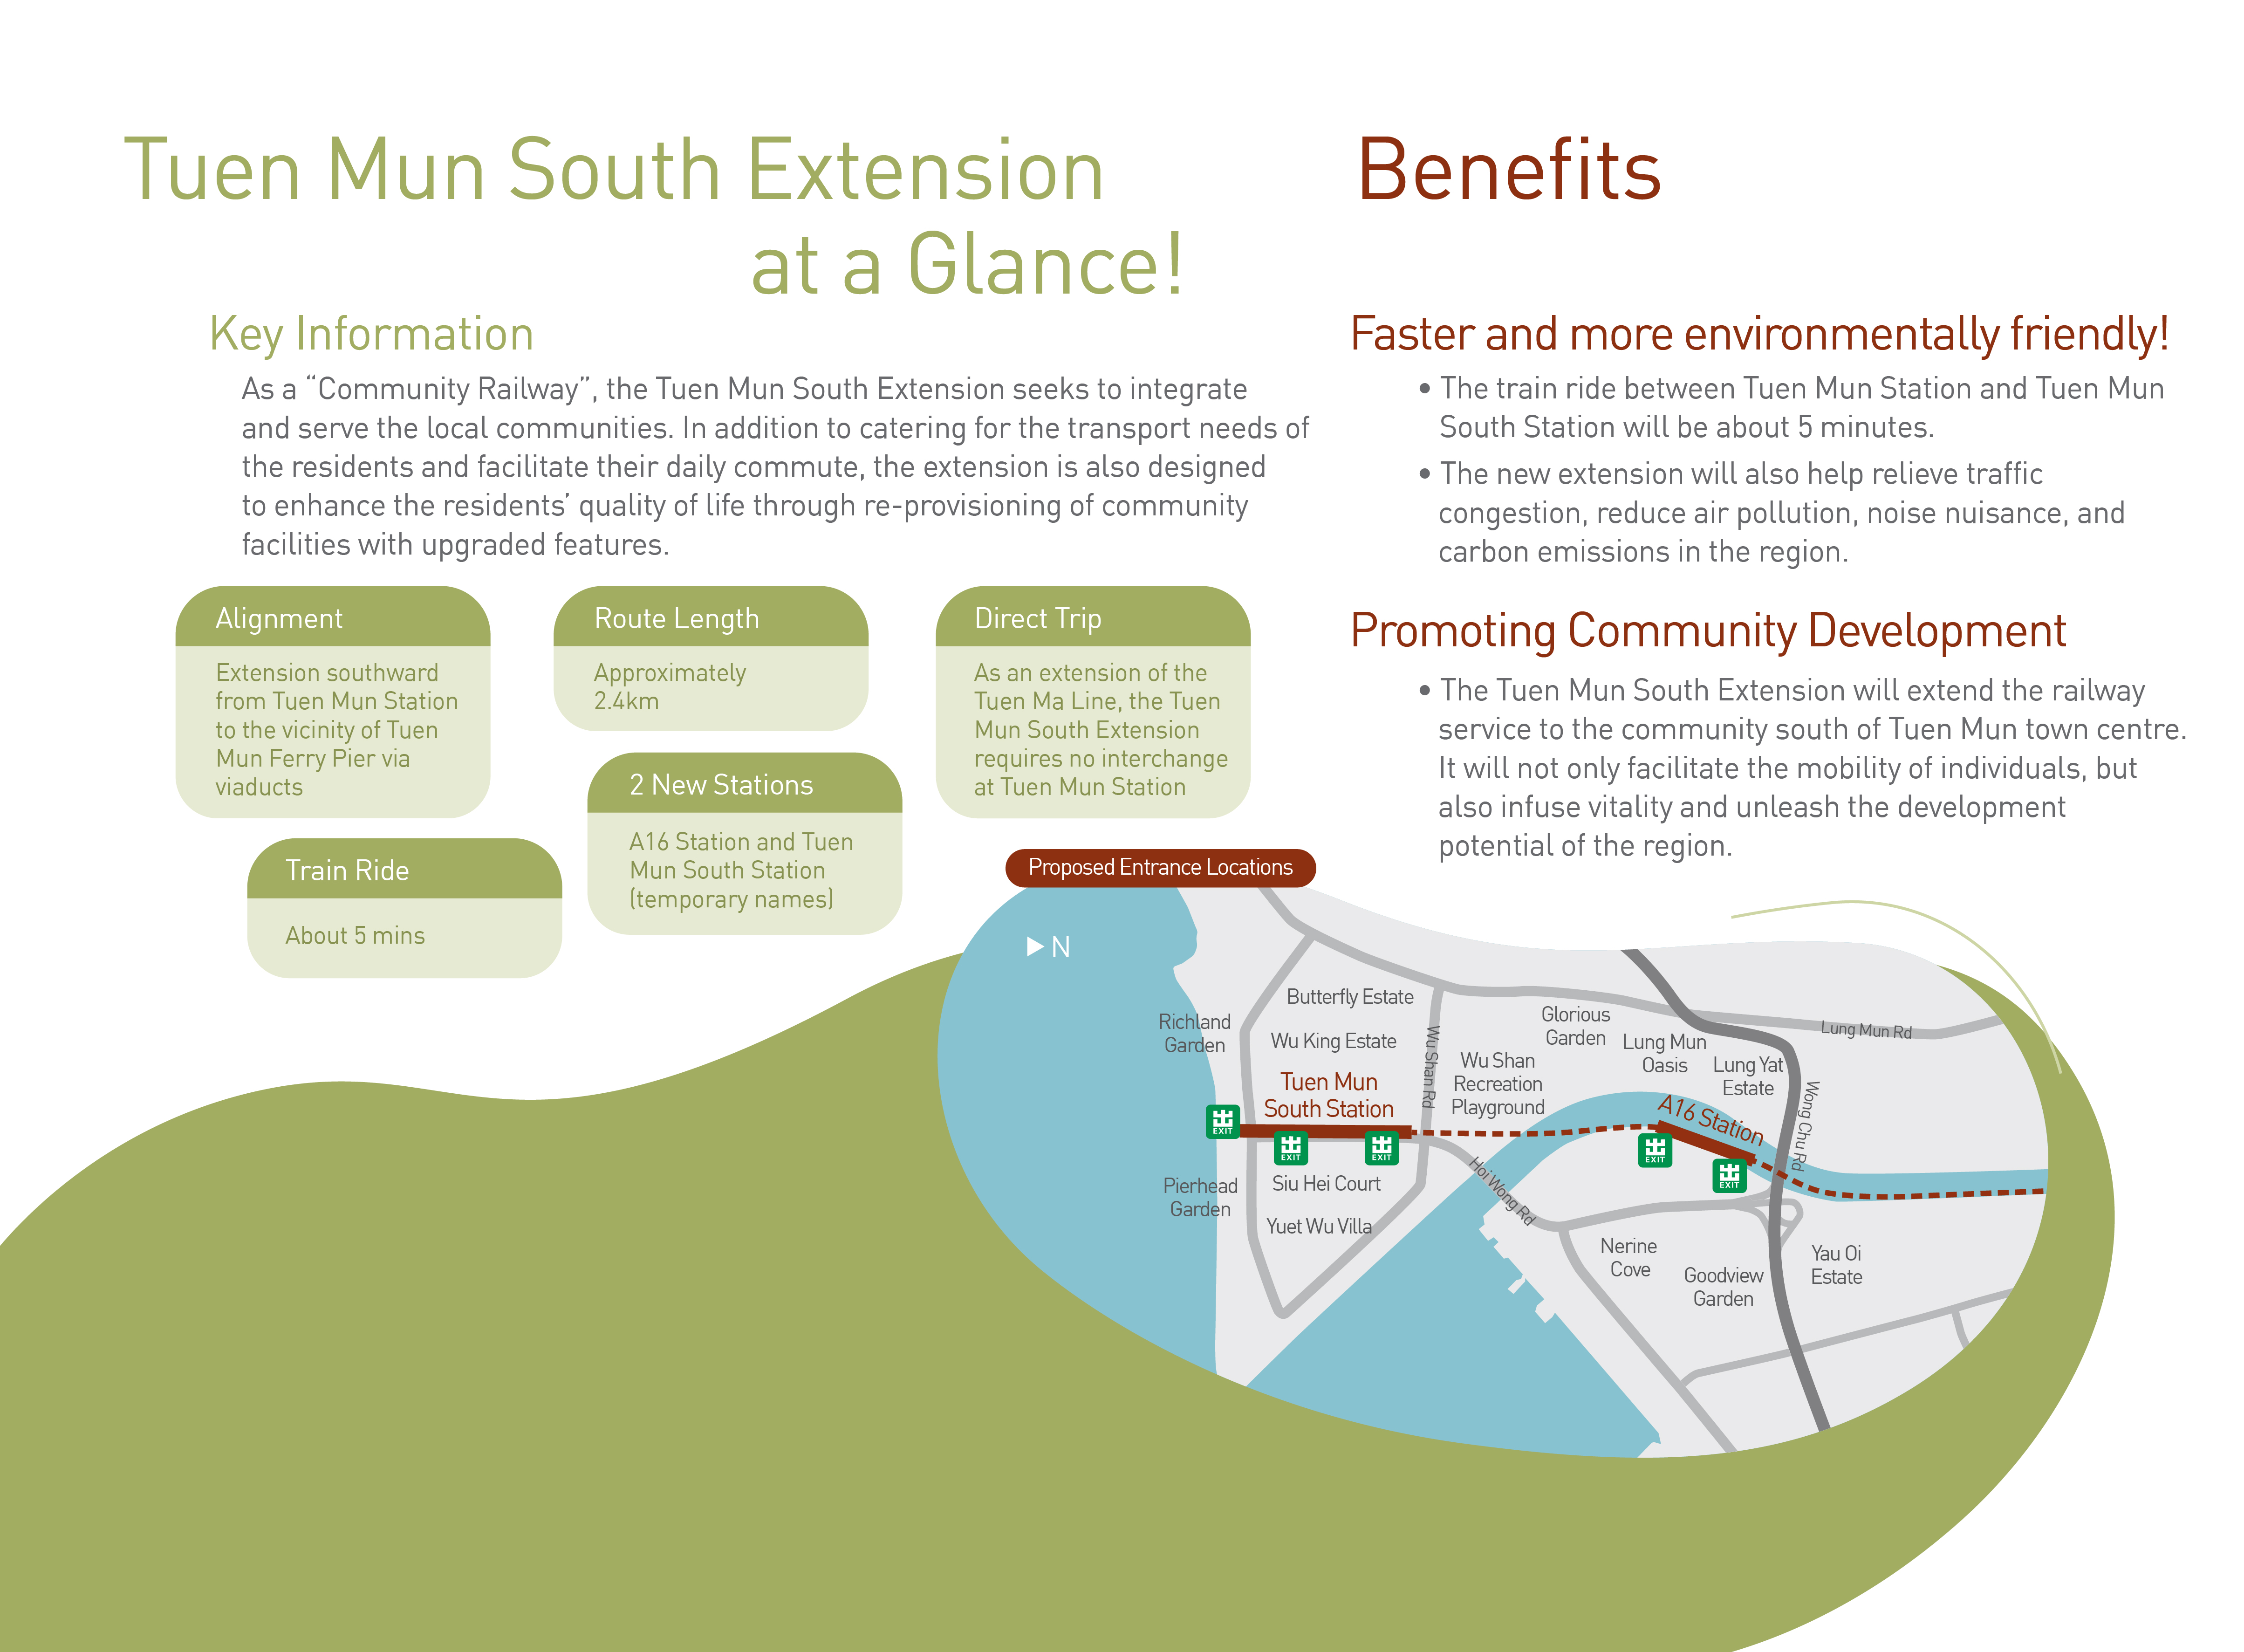 Tuen Mun South Extension
at a Glance!
Key Information
As a “Community Railway”, the Tuen Mun South Extension seeks to integrate
and serve the local communities. In addition to catering for the transport needs of
the residents and facilitate their daily commute, the extension is also designed
to enhance the residents’ quality of life through re-provisioning of community
facilities with upgraded features.
Alignment
Extension southward
from Tuen Mun Station
to the vicinity of Tuen
Mun Ferry Pier via
viaducts
Route Length
Approximately
2.4km
Direct Trip
As an extension of the
Tuen Ma Line, the Tuen
Mun South Extension
requires no interchange
at Tuen Mun Station
2 New Stations
A16 Station and Tuen
Mun South Station
(temporary names)
Train Ride
About 5 mins
Benefits
Faster and more environmentally friendly!
• The train ride between Tuen Mun Station and Tuen Mun
South Station will be about 5 minutes.
• The new extension will also help relieve traffic
congestion, reduce air pollution, noise nuisance, and
carbon emissions in the region.
Promoting Community Development
• The Tuen Mun South Extension will extend the railway
service to the community south of Tuen Mun town centre.
It will not only facilitate the mobility of individuals, but
also infuse vitality and unleash the development
potential of the region.
Proposed Entrance Locations
N
Butterfly Estate
Richland
Garden
Wu King Estate
Tuen Mun
South Station
Wu Shan Rd
Wu Shan
Recreation
Playground
Glorious
Garden
Lung Mun
Oasis
Lung Yat
Estate
Lung Mun Rd
A16 Station
Wong Chu Rd
EXIT
EXIT
EXIT
EXIT
EXIT
Pierhead
Garden
Siu Hei Court
Yuet Wu Villa
Hoi Wong Rd
Nerine
Cove
Goodview
Garden
Yau Oi
Estate